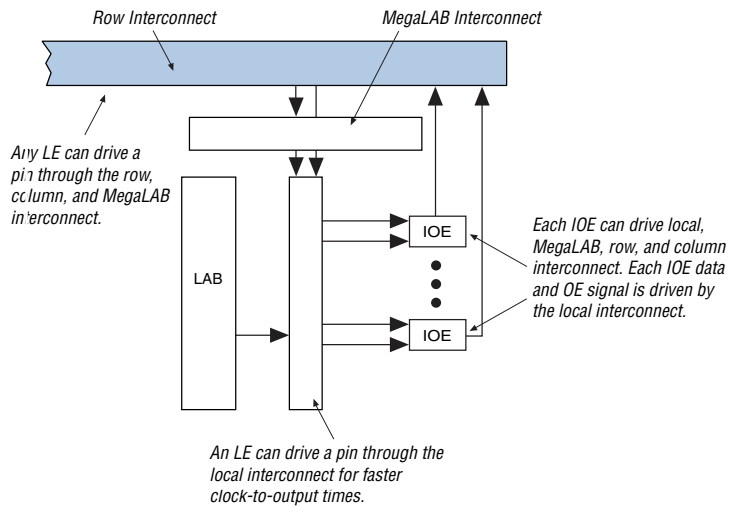 Row Interconnect
MegaLAB Interconnect
Any LE can drive a
pin through the row,
column, and MegaLAB
interconnect.
LAB
IOE
IOE
Each IOE can drive local,
MegaLAB, row, and column
interconnect. Each IOE data
and OE signal is driven by
the local interconnect.
An LE can drive a pin through the
local interconnect for faster
clock-to-output times.